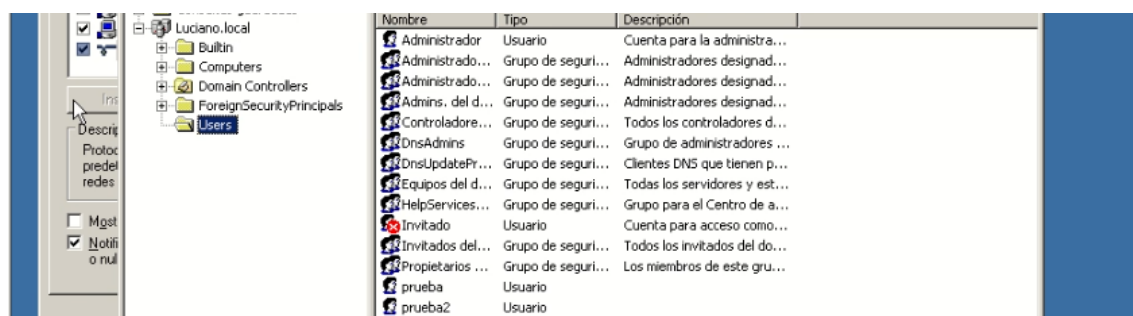 Luciano.local
Builtin
Computers
Domain Controllers
ForeignSecurityPrincipals
Users
Ins
Descrip
Protoc
predet
redes
Most
Notifi
o nul
Nombre Tipo Descripción
Administrador Usuario Cuenta para la administra...
Administrado... Grupo de seguri... Administradores designad...
Administrado... Grupo de seguri... Administradores designad...
Admins. del d... Grupo de seguri... Administradores designad...
Controladore... Grupo de seguri... Todos los controladores d...
DnsAdmins Grupo de seguri... Grupo de administradores ...
DnsUpdatePr... Grupo de seguri... Clientes DNS que tienen p...
Equipos del d... Grupo de seguri... Todas los servidores y est...
HelpServices... Grupo de seguri... Grupo para el Centro de a...
Invitado Usuario Cuenta para acceso como...
Invitados del... Grupo de seguri... Todos los invitados del do...
Propietarios ... Grupo de seguri... Los miembros de este gru...
prueba Usuario
prueba2 Usuario